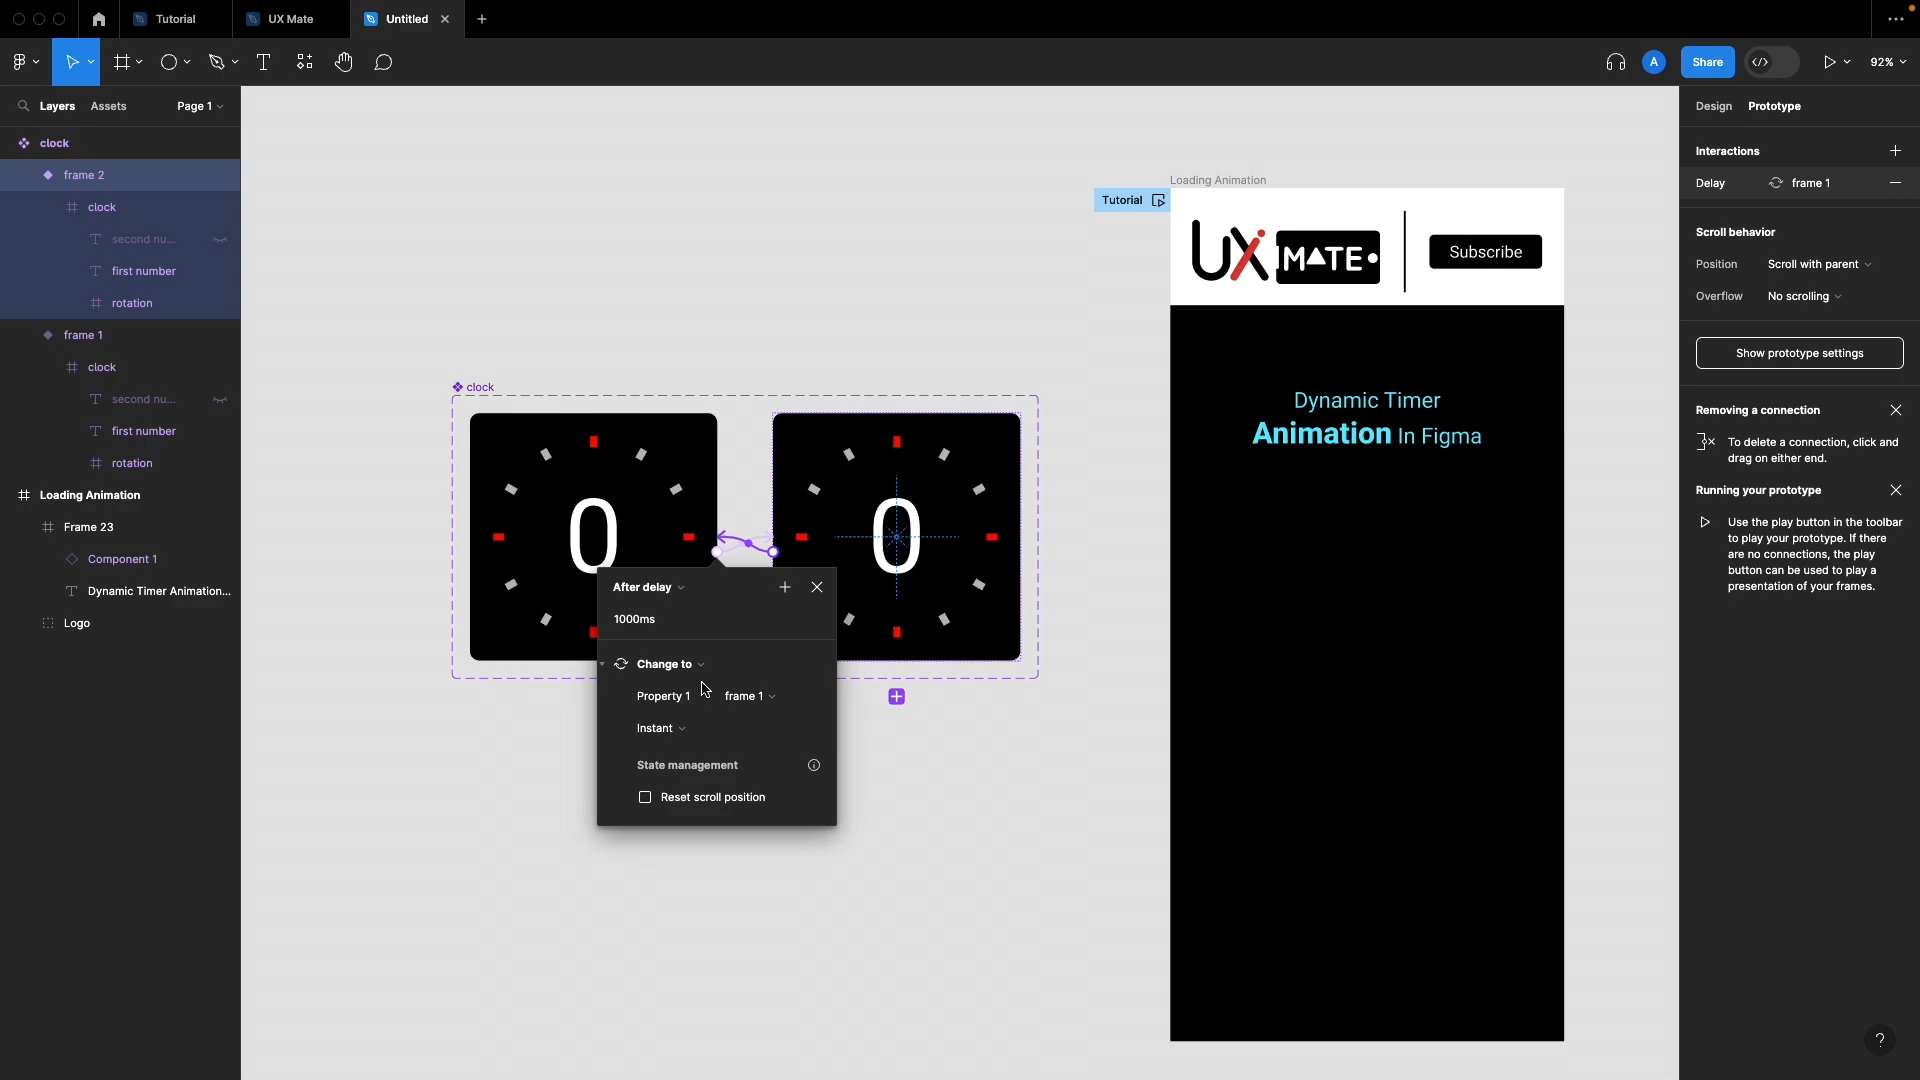 Tutorial
UX Mate
Untitled
A
Share
92%
Layers
Assets
Page 1
clock
frame 2
clock
second nu...
first number
rotation
frame 1
clock
second nu...
first number
rotation
Loading Animation
Frame 23
Component 1
Dynamic Timer Animation...
Logo
clock
0
0
After delay
1000ms
Change to
Property 1
frame 1
Instant
State management
Reset scroll position
Loading Animation
Tutorial
UX MATE
Subscribe
Dynamic Timer
Animation In Figma
Design
Prototype
Interactions
Delay
frame 1
Scroll behavior
Position
Scroll with parent
Overflow
No scrolling
Show prototype settings
Removing a connection
To delete a connection, click and
drag on either end.
Running your prototype
Use the play button in the toolbar
to play your prototype. If there
are no connections, the play
button can be used to play a
presentation of your frames.
?